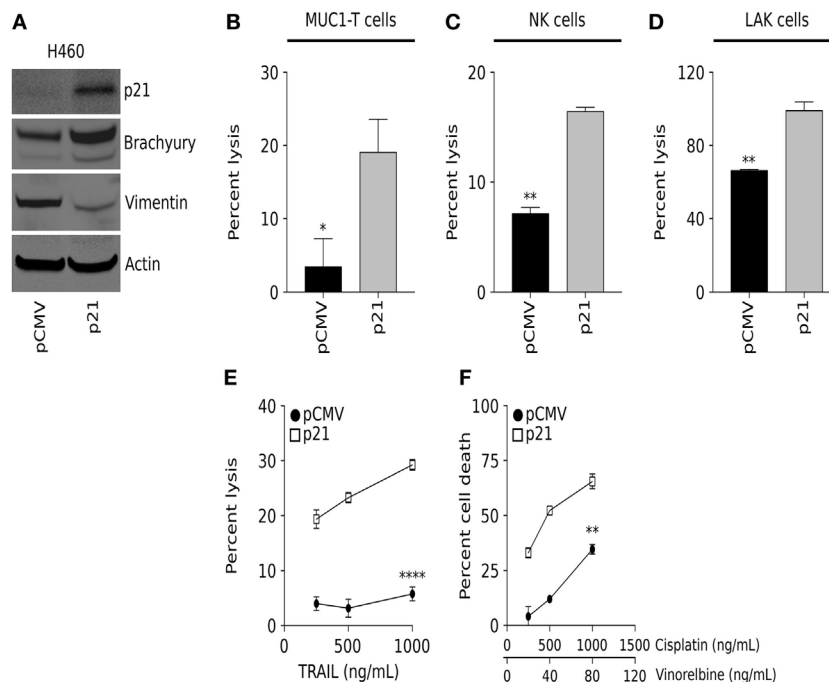 A
H460
p21
Brachyury
Vimentin
Actin
pCMV
p21
B
MUC1-T cells
Percent lysis
30
20
10
0
*
pCMV
p21
C
NK cells
Percent lysis
20
10
0
**
pCMV
p21
D
LAK cells
Percent lysis
120
80
40
0
**
pCMV
p21
E
pCMV
p21
Percent lysis
40
30
20
10
0
****
0 500 1000
TRAIL (ng/mL)
F
pCMV
p21
Percent cell death
100
75
50
25
0
**
0 500 1000 1500 Cisplatin (ng/mL)
0 40 80 120 Vinorelbine (ng/mL)